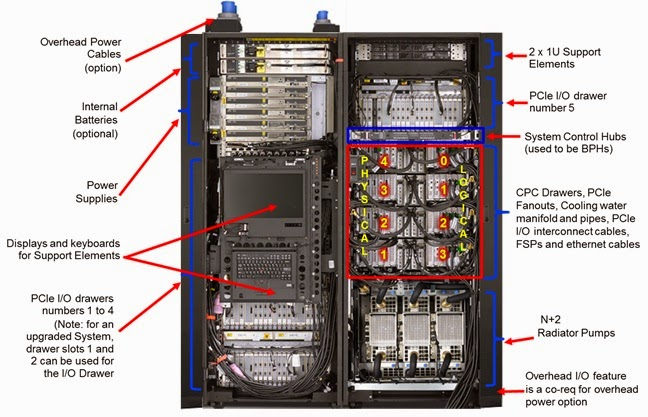 Overhead Power
Cables
(option)
Internal
Batteries
(optional)
Power
Supplies
Displays and keyboards
for Support Elements
PCIe I/O drawers
numbers 1 to 4
(Note: for an
upgraded System,
drawer slots 1 and
2 can be used for
the I/O Drawer
PHYSICAL
4
3
2
1
0
1
2
3
LOGICAL
2 x 1U Support
Elements
PCIe I/O drawer
number 5
System Control Hubs
(used to be BPHs)
CPC Drawers, PCIe
Fanouts, Cooling water
manifold and pipes, PCIe
I/O interconnect cables,
FSPs and ethernet cables
N+2
Radiator Pumps
Overhead I/O feature
is a co-req for overhead
power option